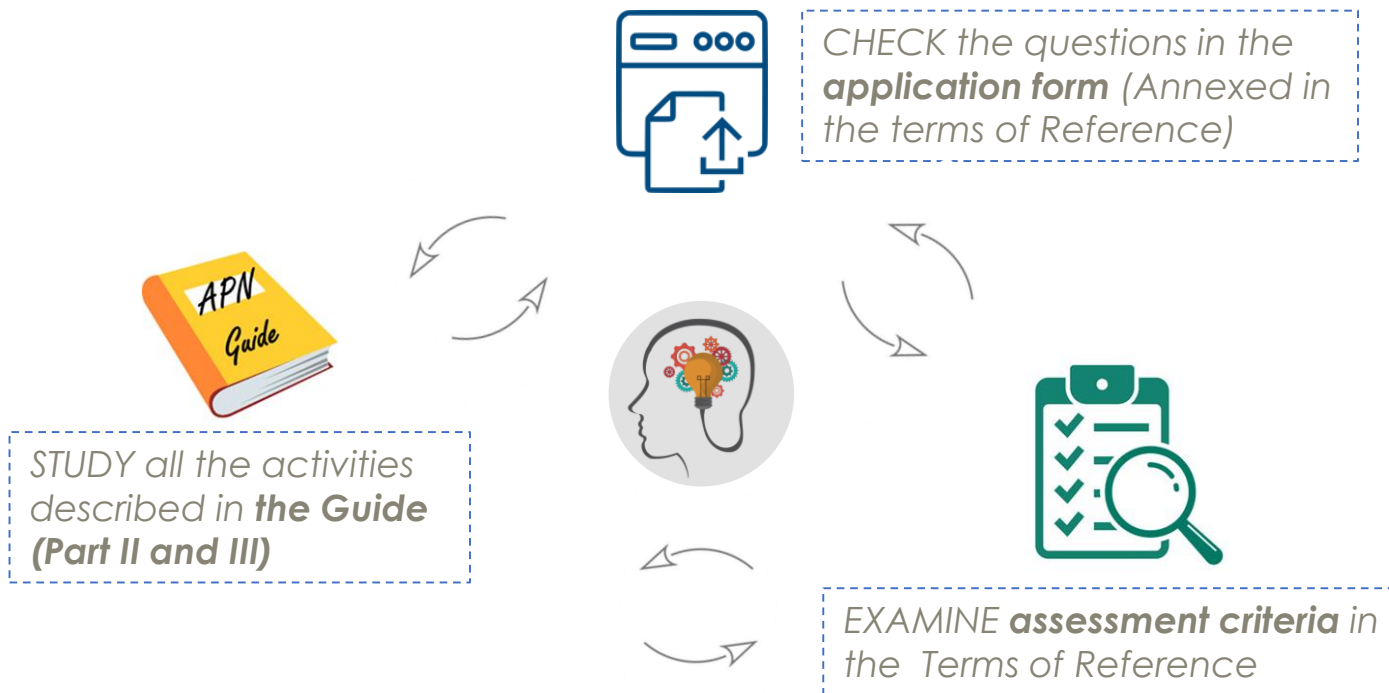 CHECK the questions in the
application form (Annexed in
the terms of Reference)
APN
Guide
STUDY all the activities
described in the Guide
(Part II and III)
EXAMINE assessment criteria in
the Terms of Reference